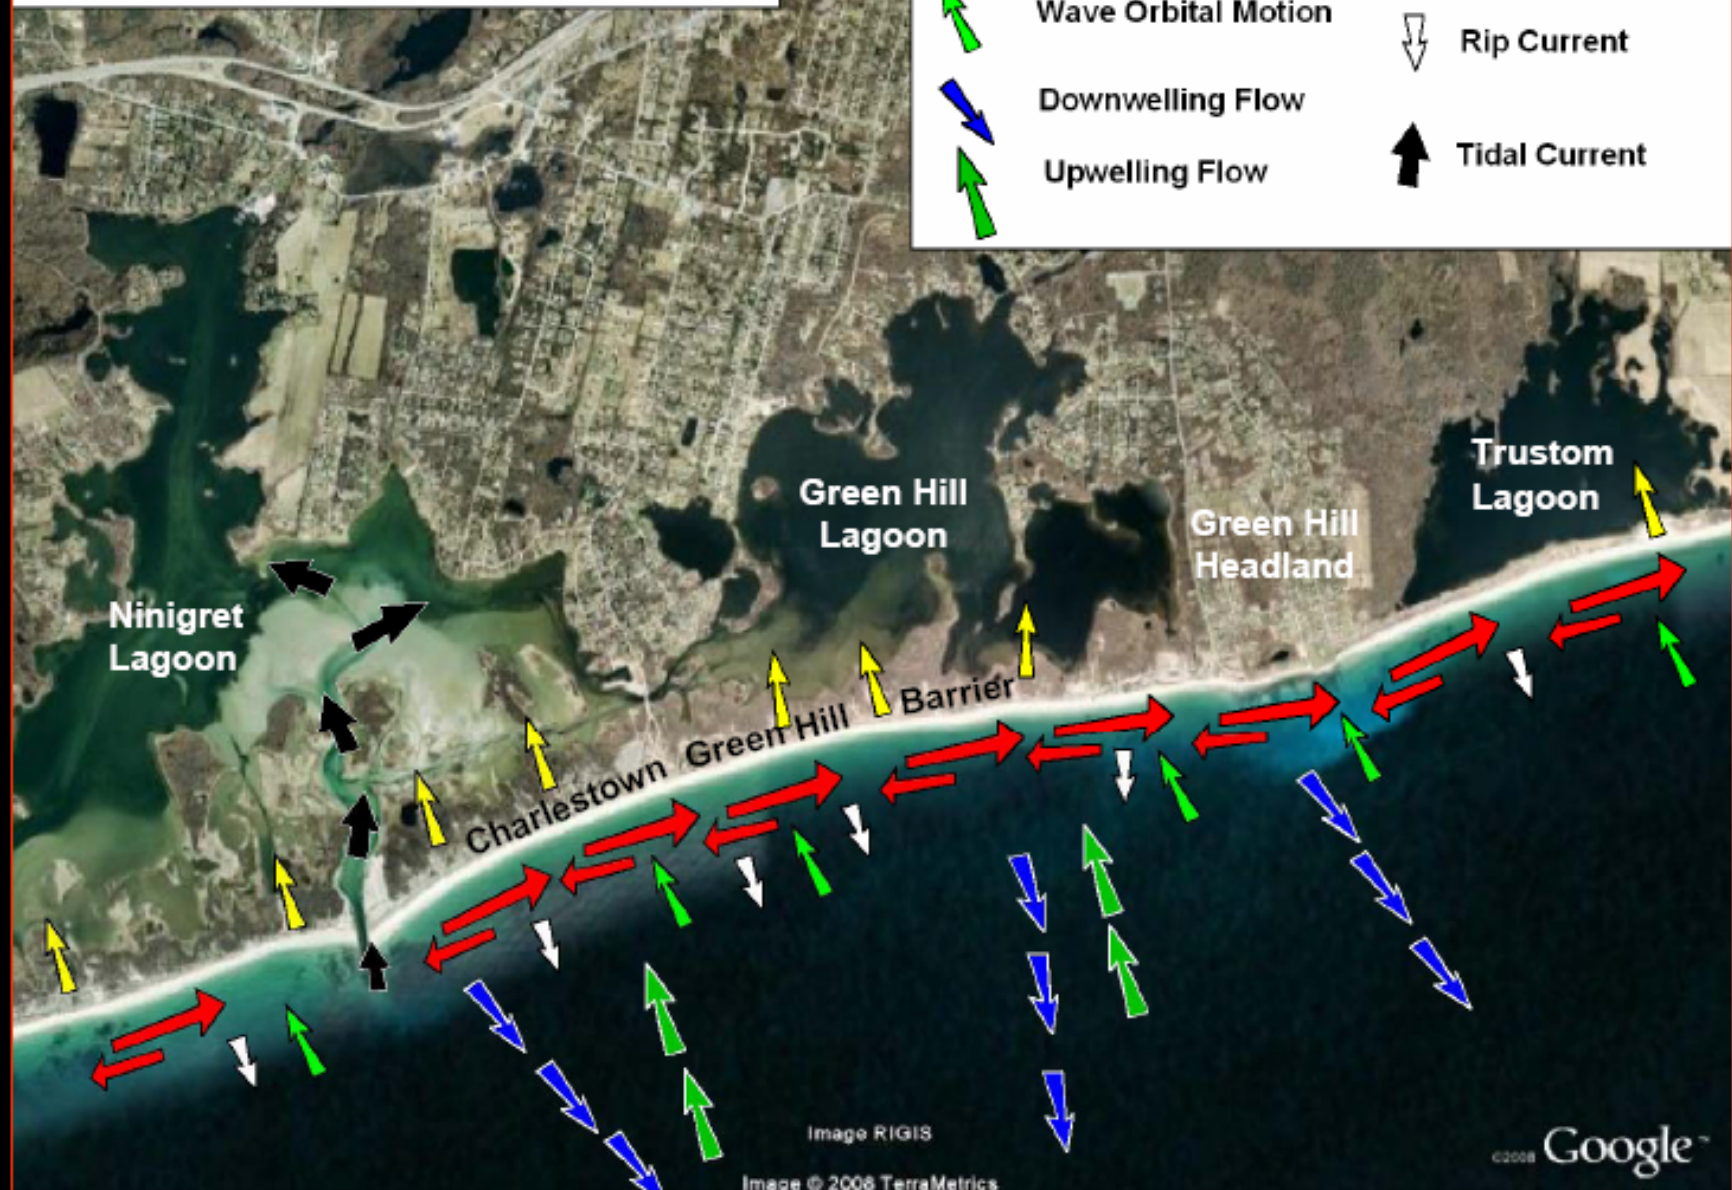 Wave Orbital Motion
Rip Current
Downwelling Flow
Tidal Current
Upwelling Flow
Trustom
Lagoon
Green Hill
Lagoon
Green Hill
Headland
Ninigret
Lagoon
Charlestown Green Hill Barrier
Image RIGIS
©2008 Google™
Image © 2008 TerraMetrics